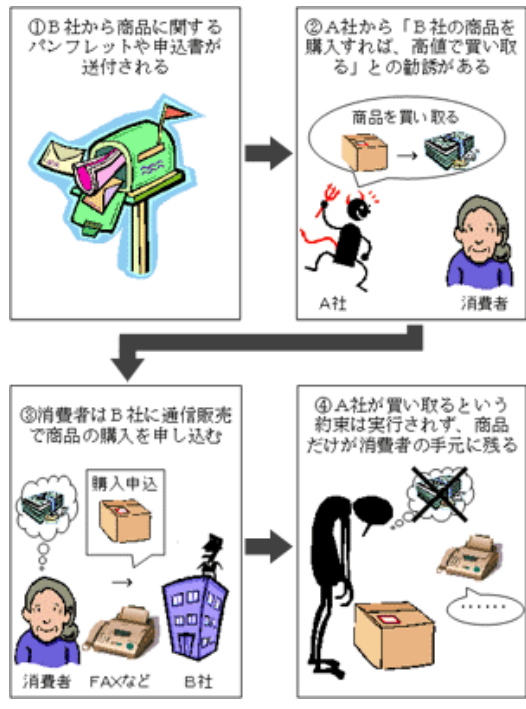 ①B社から商品に関する
パンフレットや申込書が
送付される
②A社から「B社の商品を
購入すれば、高値で買い取
る」との勧誘がある
商品を買い取る
→
A社
消費者
③消費者はB社に通信販売
で商品の購入を申し込む
購入申込
→
消費者
FAXなど
B社
④A社が買い取るという
約束は実行されず、商品
だけが消費者の手元に残る
……